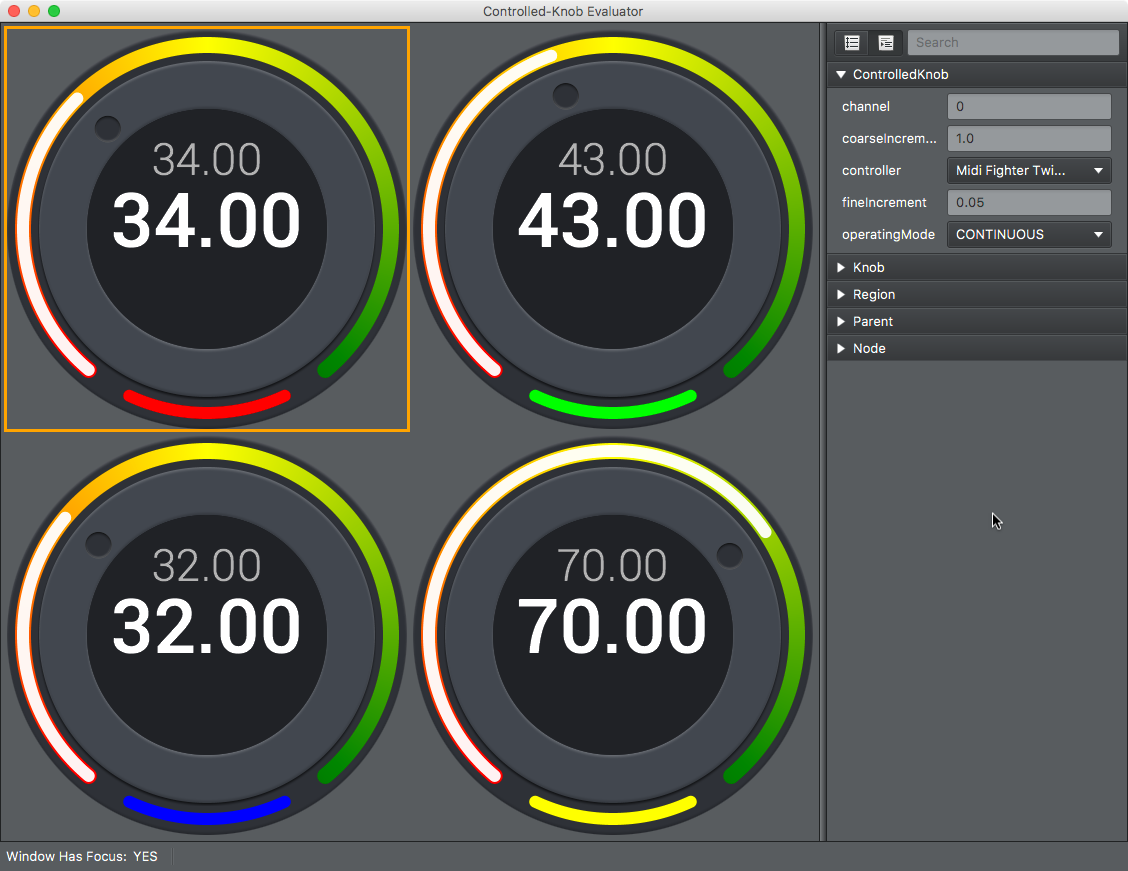 Controlled-Knob Evaluator
34.00
34.00
43.00
43.00
32.00
32.00
70.00
70.00
Search
ControlledKnob
channel 0
coarseIncrem... 1.0
controller Midi Fighter Twi...
fineIncrement 0.05
operatingMode CONTINUOUS
Knob
Region
Parent
Node
Window Has Focus: YES